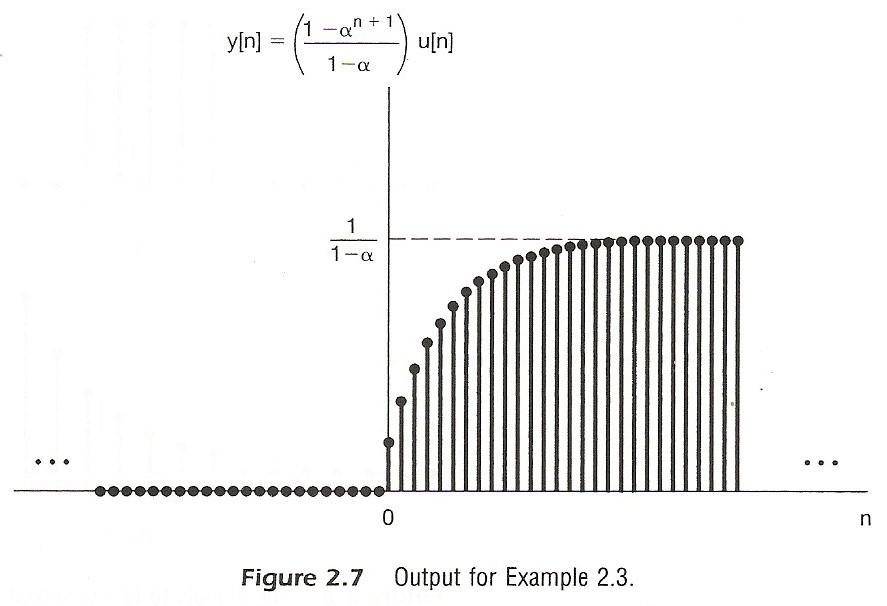 y[n] = ((1 − α^(n + 1))/(1 − α)) u[n]
1/(1 − α)
... ...
0 n
Figure 2.7 Output for Example 2.3.